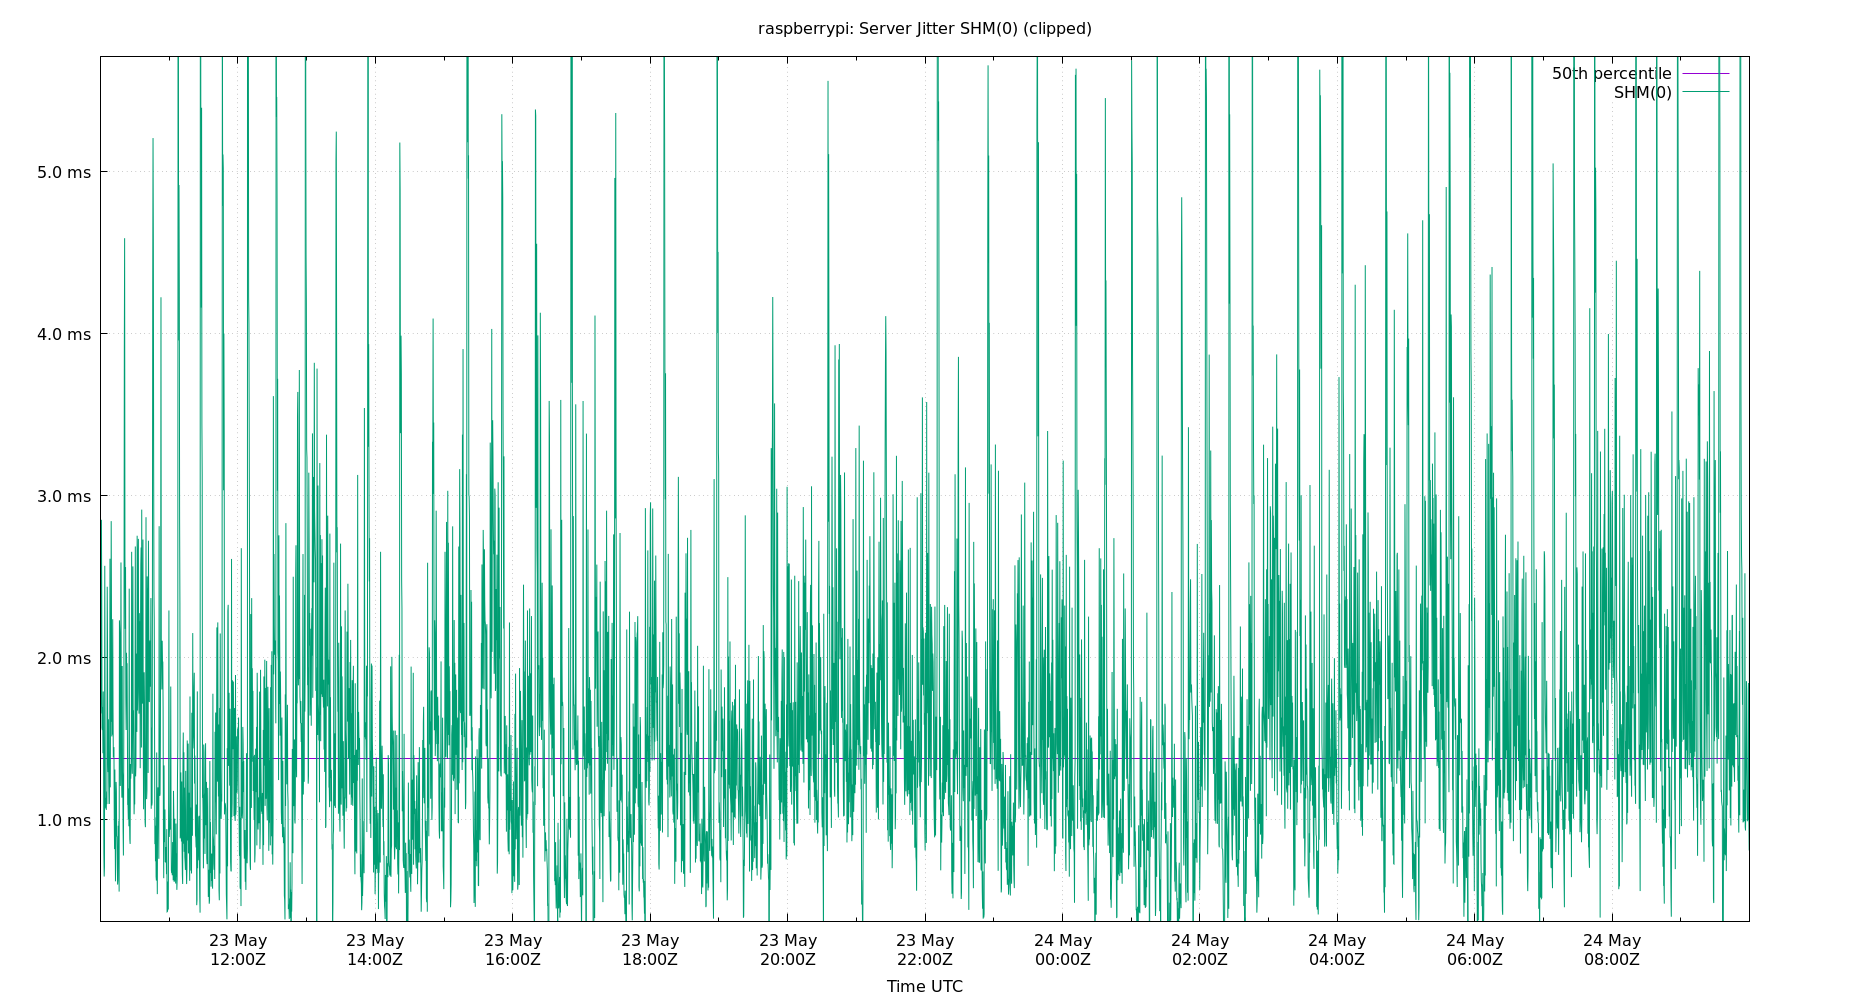 raspberrypi: Server Jitter SHM(0) (clipped)
50th percentile
SHM(0)
5.0 ms
4.0 ms
3.0 ms
2.0 ms
1.0 ms
23 May 23 May 23 May 23 May 23 May 23 May 24 May 24 May 24 May 24 May 24 May
12:00Z 14:00Z 16:00Z 18:00Z 20:00Z 22:00Z 00:00Z 02:00Z 04:00Z 06:00Z 08:00Z
Time UTC